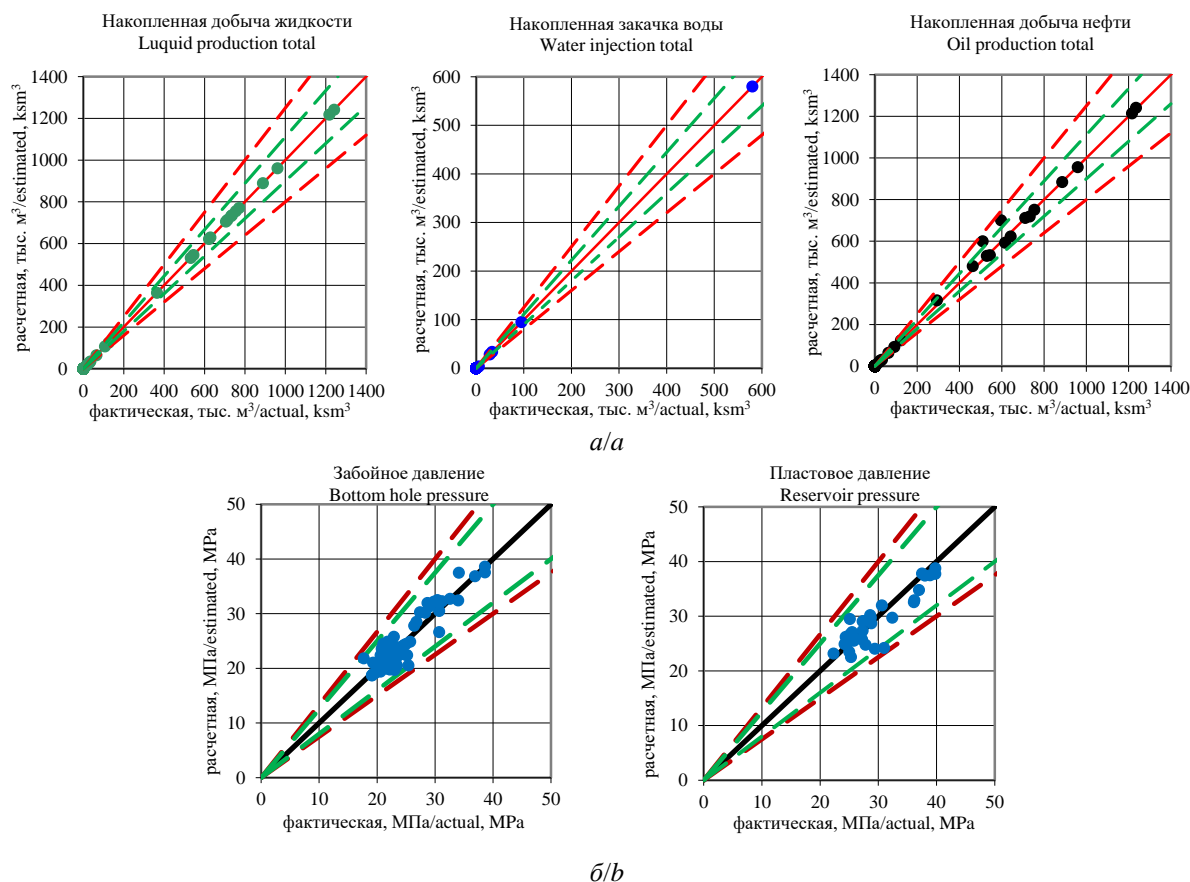 Накопленная добыча жидкости
Luquid production total
1400
1200
1000
800
600
400
200
0
0 200 400 600 800 1000 1200 1400
расчетная, тыс. м³/estimated, ksm³
фактическая, тыс. м³/actual, ksm³
Накопленная закачка воды
Water injection total
600
500
400
300
200
100
0
0 100 200 300 400 500 600
расчетная, тыс. м³/estimated, ksm³
фактическая, тыс. м³/actual, ksm³
Накопленная добыча нефти
Oil production total
1400
1200
1000
800
600
400
200
0
0 200 400 600 800 1000 1200 1400
расчетная, тыс. м³/estimated, ksm³
фактическая, тыс. м³/actual, ksm³
а/a
Забойное давление
Bottom hole pressure
50
40
30
20
10
0
0 10 20 30 40 50
расчетная, МПа/estimated, MPa
фактическая, МПа/actual, MPa
Пластовое давление
Reservoir pressure
50
40
30
20
10
0
0 10 20 30 40 50
расчетная, МПа/estimated, MPa
фактическая, МПа/actual, MPa
б/b